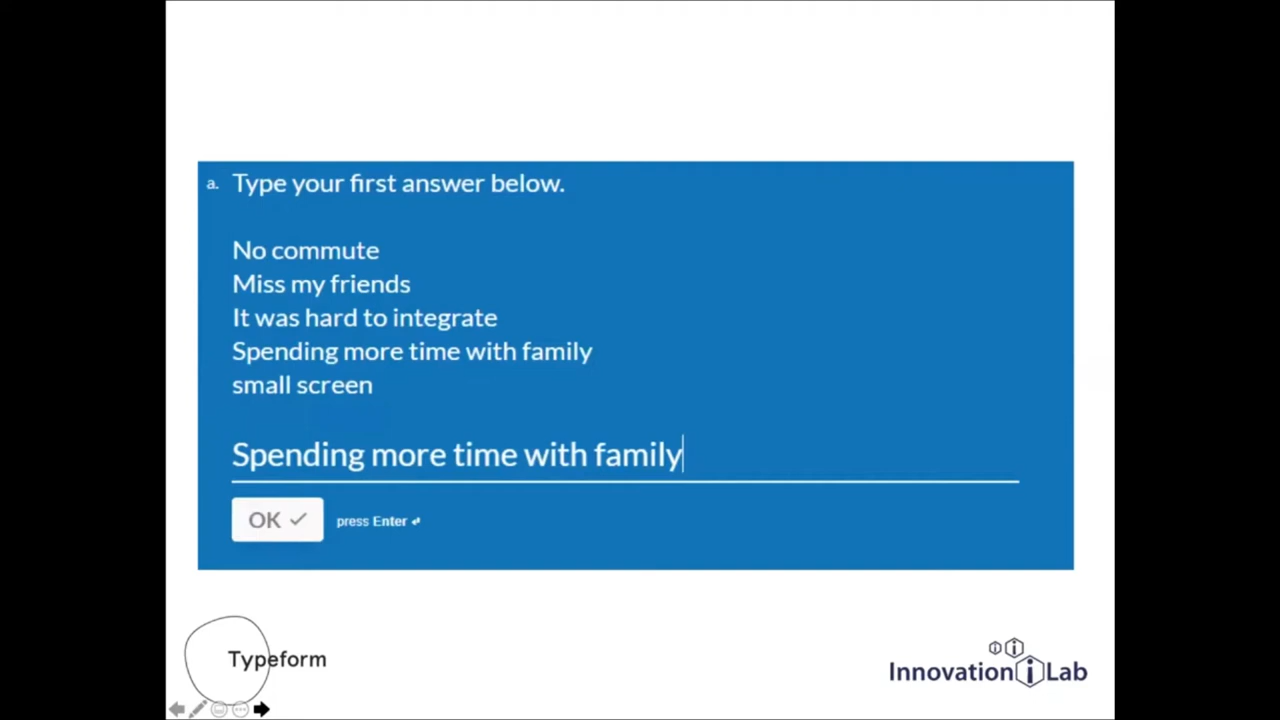 a. Type your first answer below.
No commute
Miss my friends
It was hard to integrate
Spending more time with family
small screen
Spending more time with family
OK ✓ press Enter ↵
Typeform
Innovation i Lab